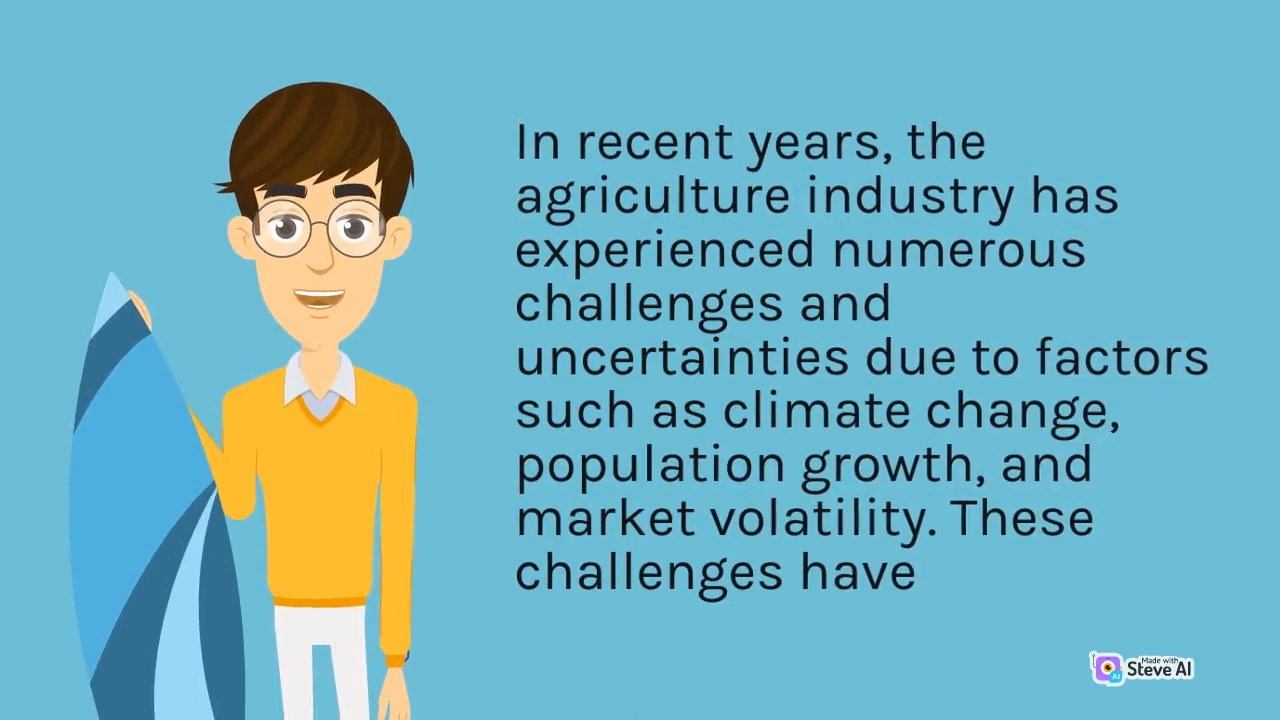 In recent years, the
agriculture industry has
experienced numerous
challenges and
uncertainties due to factors
such as climate change,
population growth, and
market volatility. These
challenges have
Made with
Steve AI
AI